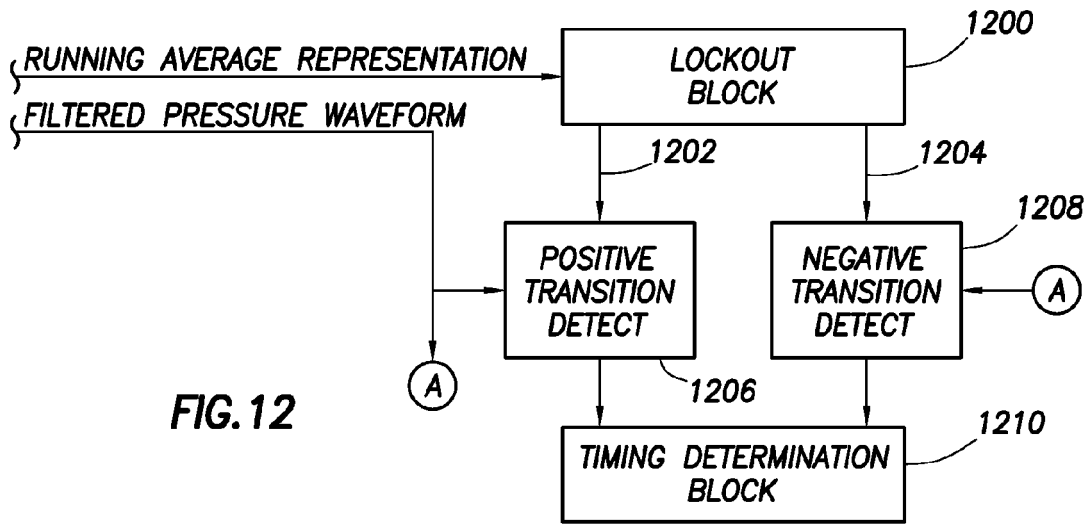 1200
RUNNING AVERAGE REPRESENTATION
LOCKOUT
BLOCK
FILTERED PRESSURE WAVEFORM
1202
1204
1208
POSITIVE
TRANSITION
DETECT
NEGATIVE
TRANSITION
DETECT
A
A
1206
FIG. 12
1210
TIMING DETERMINATION
BLOCK